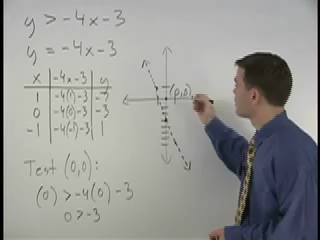 y > -4x - 3
y = -4x - 3
x | -4x-3 | y
1 | -4(1)-3 | -7
0 | -4(0)-3 | -3
-1 | -4(-1)-3 | 1
(0,0)
Test (0,0):
(0) > -4(0) - 3
0 > -3